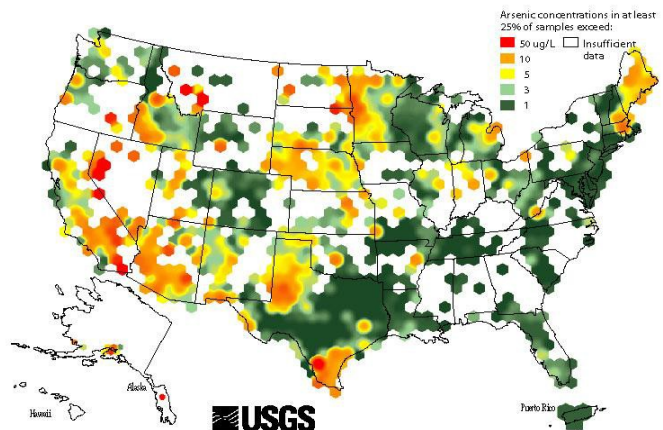 Arsenic concentrations in at least
25% of samples exceed:
50 ug/L
Insufficient
data
10
5
3
1
Alaska
Hawaii
USGS
Puerto Rico